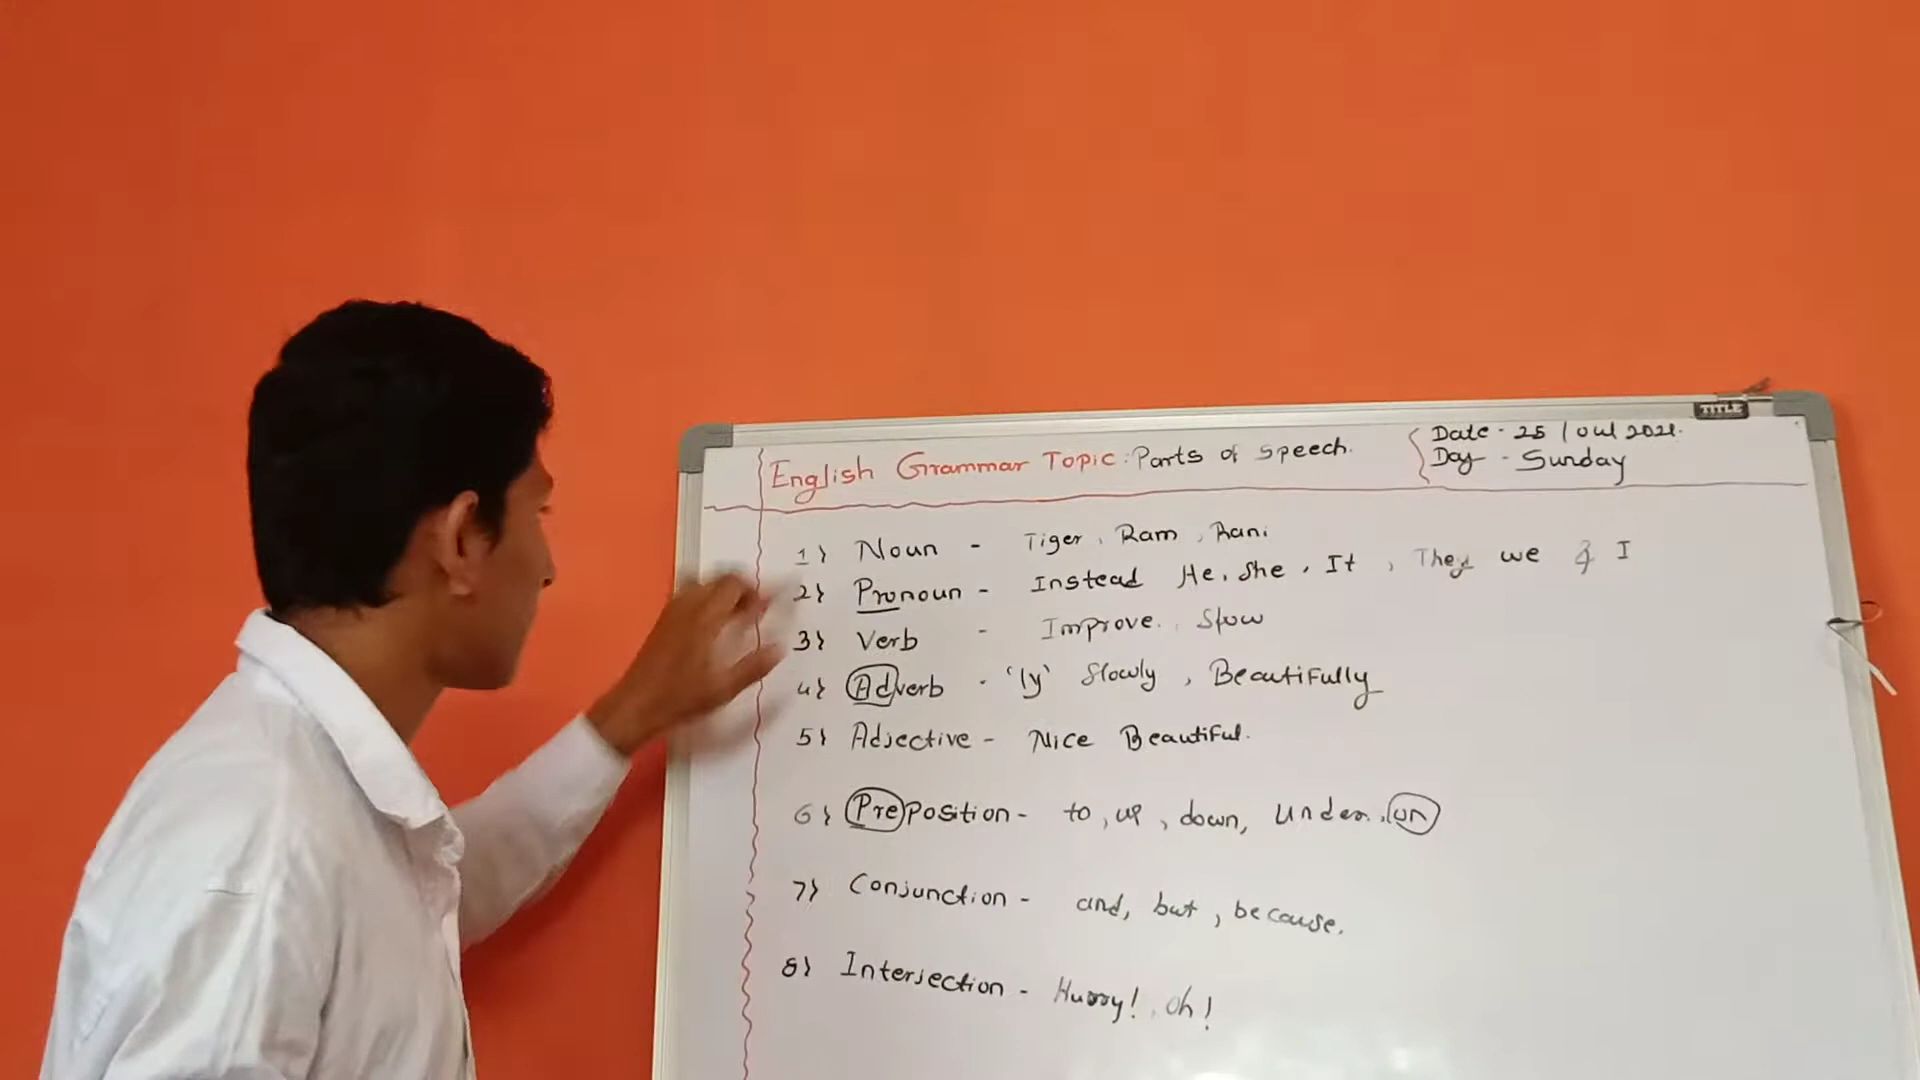 TITLE
English Grammar Topic: Parts of Speech.
Date - 25 / Oul 2021.
Day - Sunday
1} Noun - Tiger, Ram, Rani
2} Pronoun - Instead He, She, It, They we & I
3} Verb - Improve, Slow
4} Adverb - 'ly' Slowly, Beautifully
5} Adjective - Nice Beautiful.
6} Preposition - to, up, down, Under, on
7} Conjunction - and, but, because.
8} Interjection - Hurry!, Oh!